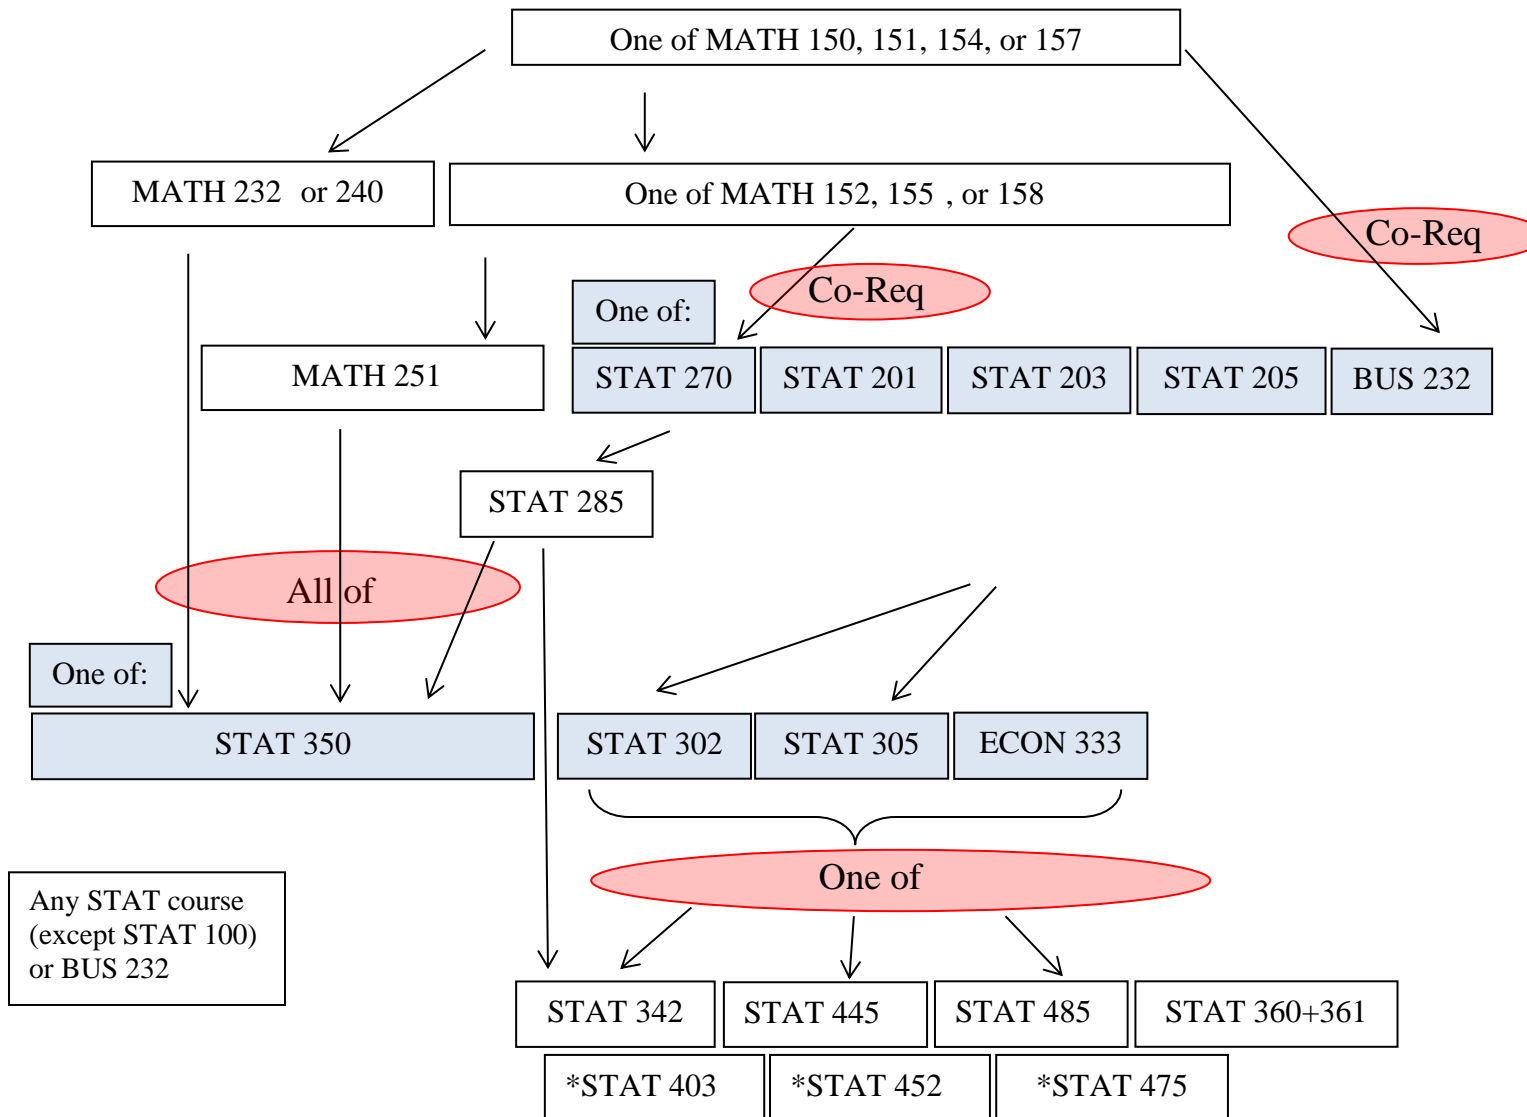 One of MATH 150, 151, 154, or 157
MATH 232 or 240
One of MATH 152, 155 , or 158
Co-Req
Co-Req
One of:
MATH 251
STAT 270
STAT 201
STAT 203
STAT 205
BUS 232
STAT 285
All of
One of:
STAT 350
STAT 302
STAT 305
ECON 333
One of
Any STAT course
(except STAT 100)
or BUS 232
STAT 342
STAT 445
STAT 485
STAT 360+361
*STAT 403
*STAT 452
*STAT 475